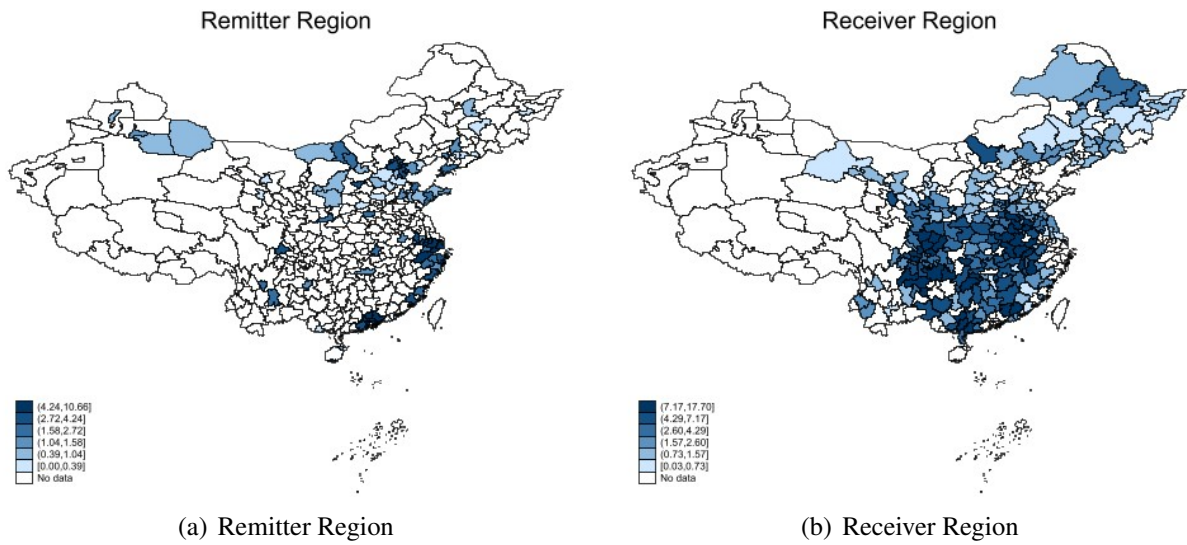 Remitter Region
(4.24,10.66]
(2.72,4.24]
(1.58,2.72]
(1.04,1.58]
(0.39,1.04]
[0.00,0.39]
No data
(a) Remitter Region
Receiver Region
(7.17,17.70]
(4.29,7.17]
(2.60,4.29]
(1.57,2.60]
(0.73,1.57]
[0.03,0.73]
No data
(b) Receiver Region